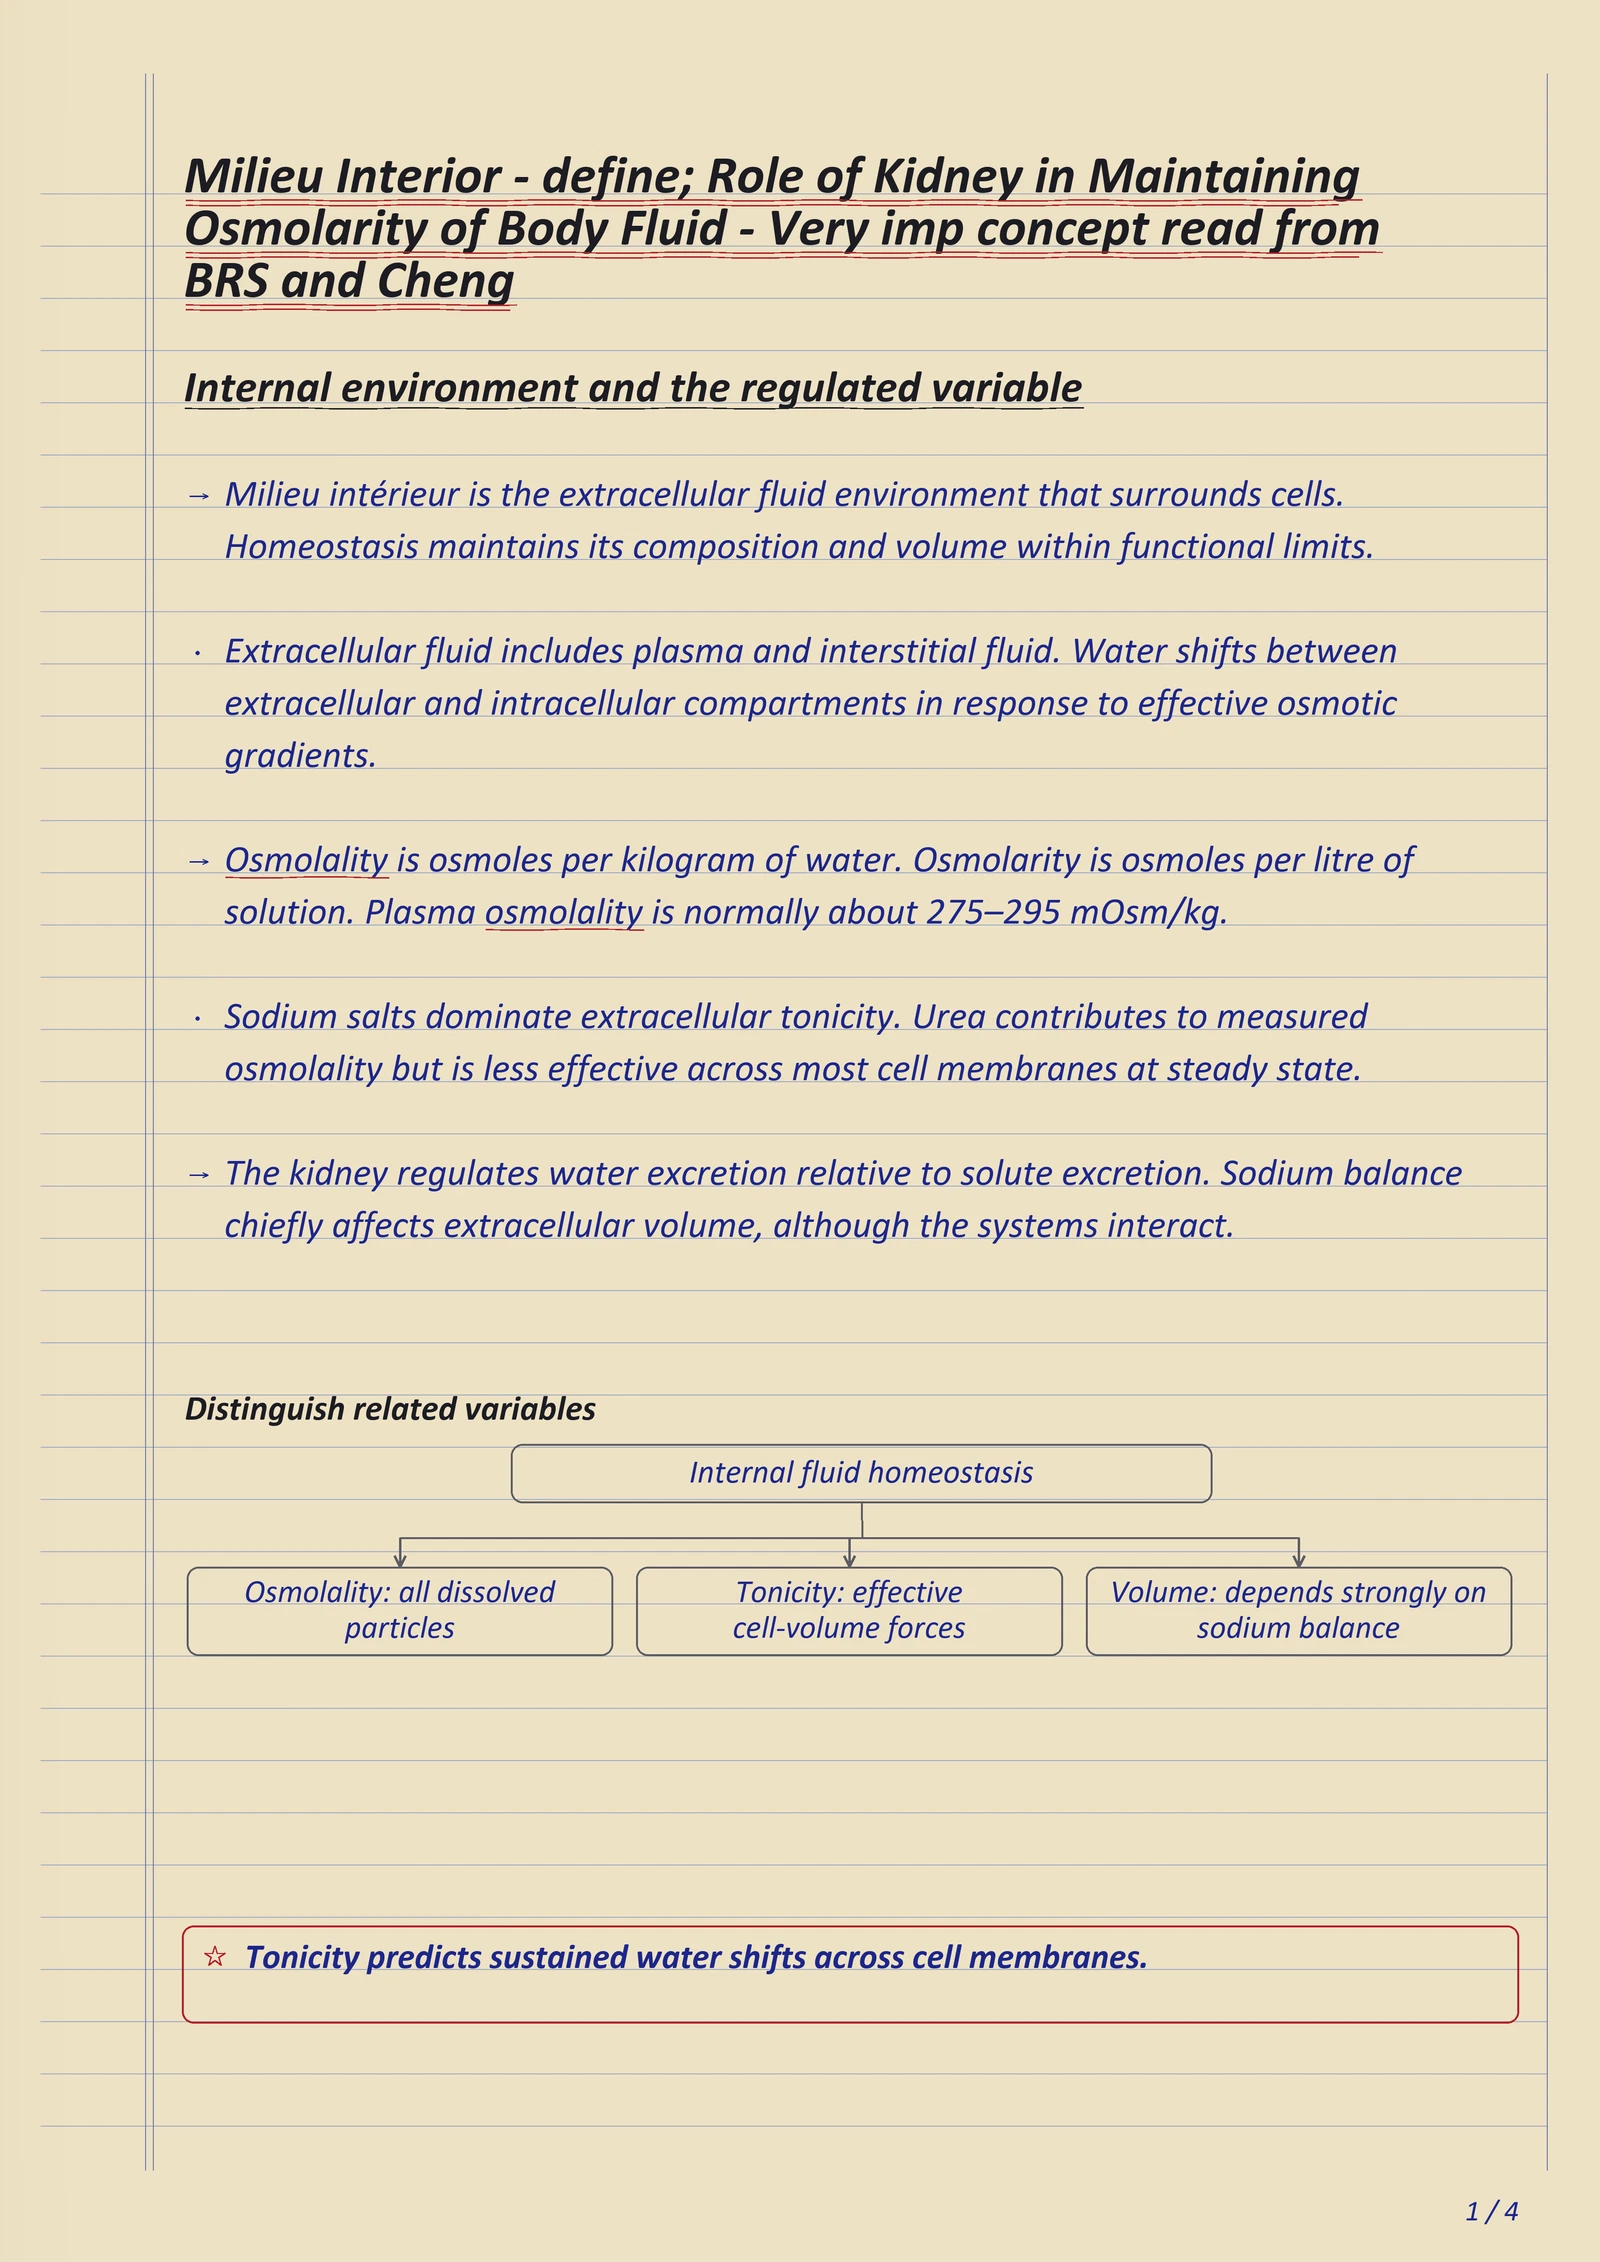 Milieu Interior - define; Role of Kidney in Maintaining
Osmolarity of Body Fluid - Very imp concept read from
BRS and Cheng
Internal environment and the regulated variable
→ Milieu intérieur is the extracellular fluid environment that surrounds cells.
Homeostasis maintains its composition and volume within functional limits.
· Extracellular fluid includes plasma and interstitial fluid. Water shifts between
extracellular and intracellular compartments in response to effective osmotic
gradients.
→ Osmolality is osmoles per kilogram of water. Osmolarity is osmoles per litre of
solution. Plasma osmolality is normally about 275–295 mOsm/kg.
· Sodium salts dominate extracellular tonicity. Urea contributes to measured
osmolality but is less effective across most cell membranes at steady state.
→ The kidney regulates water excretion relative to solute excretion. Sodium balance
chiefly affects extracellular volume, although the systems interact.
Distinguish related variables
Internal fluid homeostasis
Osmolality: all dissolved
particles
Tonicity: effective
cell-volume forces
Volume: depends strongly on
sodium balance
☆ Tonicity predicts sustained water shifts across cell membranes.
1 / 4